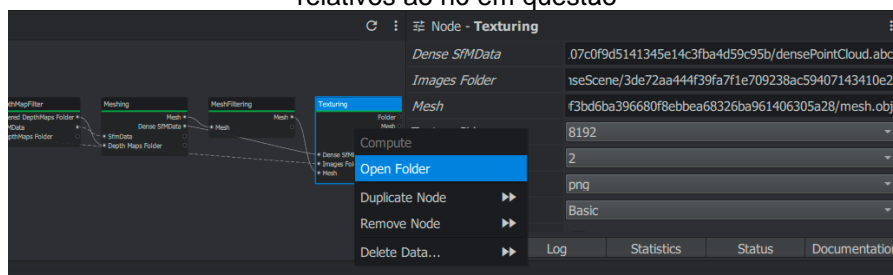 relativos ao nó em questão
Node - Texturing
Dense SfMData
.07c0f9d5141345e14c3fba4d59c95b/densePointCloud.abc
Images Folder
Scene/3de72aa444f39fa7f1e709238ac59407143410e2
Mesh
f3bd6ba396680f8ebbea68326ba961406305a28/mesh.obj
8192
2
png
Basic
Log
Statistics
Status
Documentation
Meshing
Mesh
Dense SfMData
SfmData
Depth Maps Folder
MeshFiltering
Mesh
Mesh
Texturing
Folder
Mesh
Dense SfM
Images Fol
Mesh
Compute
Open Folder
Duplicate Node
Remove Node
Delete Data...